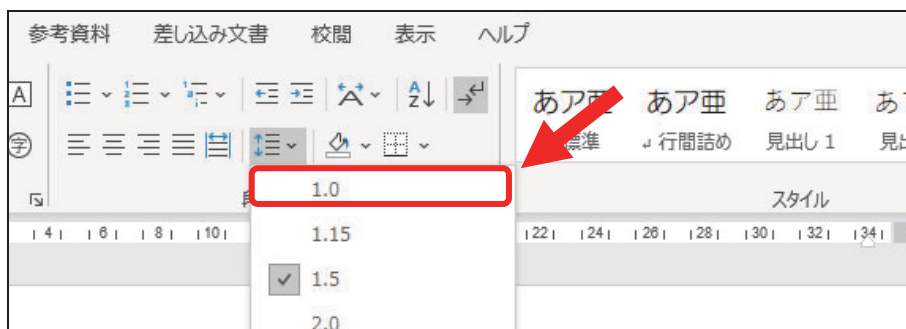 参考資料 差し込み文書 校閲 表示 ヘルプ
A
字
あア亜 あア亜 あア亜 あ
標準 ↲ 行間詰め 見出し 1 見出
スタイル
4 6 8 10 22 24 26 28 30 32 34
1.0
1.15
1.5
2.0